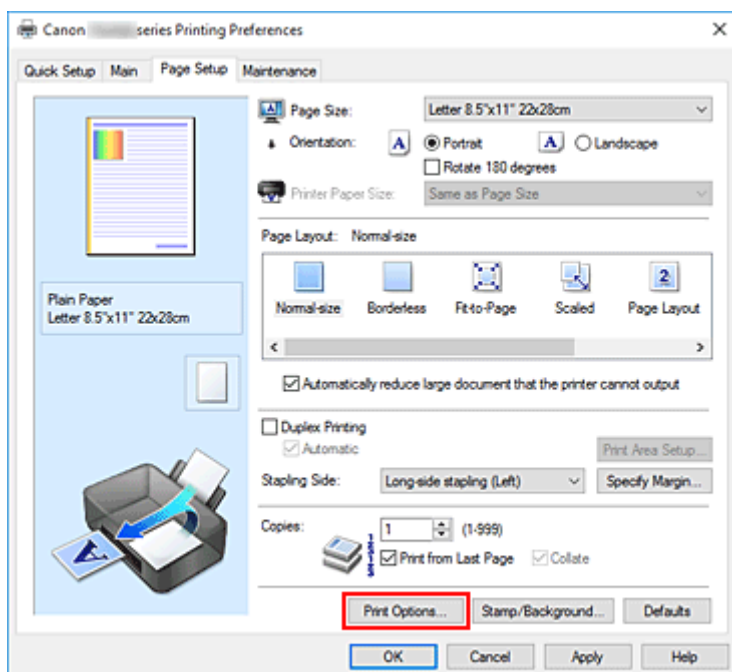 Canon series Printing Preferences
Quick Setup Main Page Setup Maintenance
Page Size: Letter 8.5"x11" 22x28cm
Orientation: A Portrait A Landscape
Rotate 180 degrees
Printer Paper Size: Same as Page Size
Page Layout: Normal-size
Normal-size Borderless Fit-to-Page Scaled Page Layout
Plain Paper
Letter 8.5"x11" 22x28cm
Automatically reduce large document that the printer cannot output
Duplex Printing
Automatic
Print Area Setup...
Stapling Side: Long-side stapling (Left) Specify Margin...
Copies: 1 (1-999)
Print from Last Page Collate
Print Options... Stamp/Background... Defaults
OK Cancel Apply Help